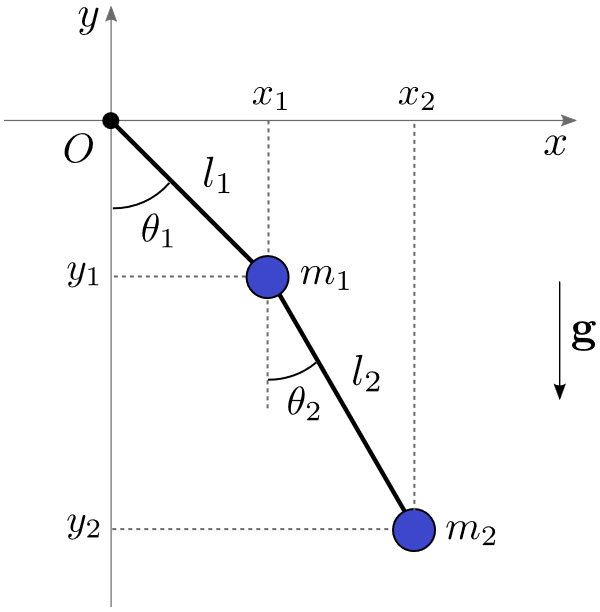 y
x₁ x₂
O x
l₁
θ₁
y₁ m₁
g
l₂
θ₂
y₂ m₂